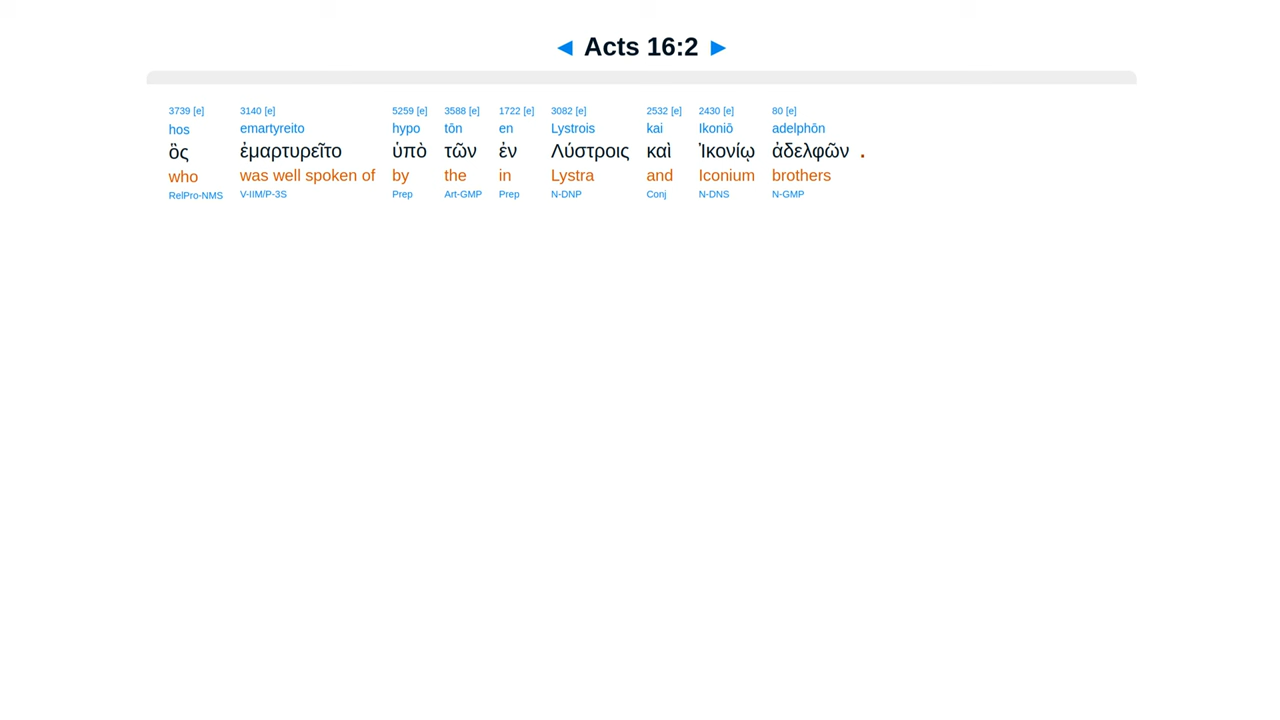 ◄ Acts 16:2 ►
3739 [e] 3140 [e] 5259 [e] 3588 [e] 1722 [e] 3082 [e] 2532 [e] 2430 [e] 80 [e]
hos emartyreito hypo tōn en Lystrois kai Ikoniō adelphōn
ὃς ἐμαρτυρεῖτο ὑπὸ τῶν ἐν Λύστροις καὶ Ἰκονίῳ ἀδελφῶν .
who was well spoken of by the in Lystra and Iconium brothers
RelPro-NMS V-IIM/P-3S Prep Art-GMP Prep N-DNP Conj N-DNS N-GMP